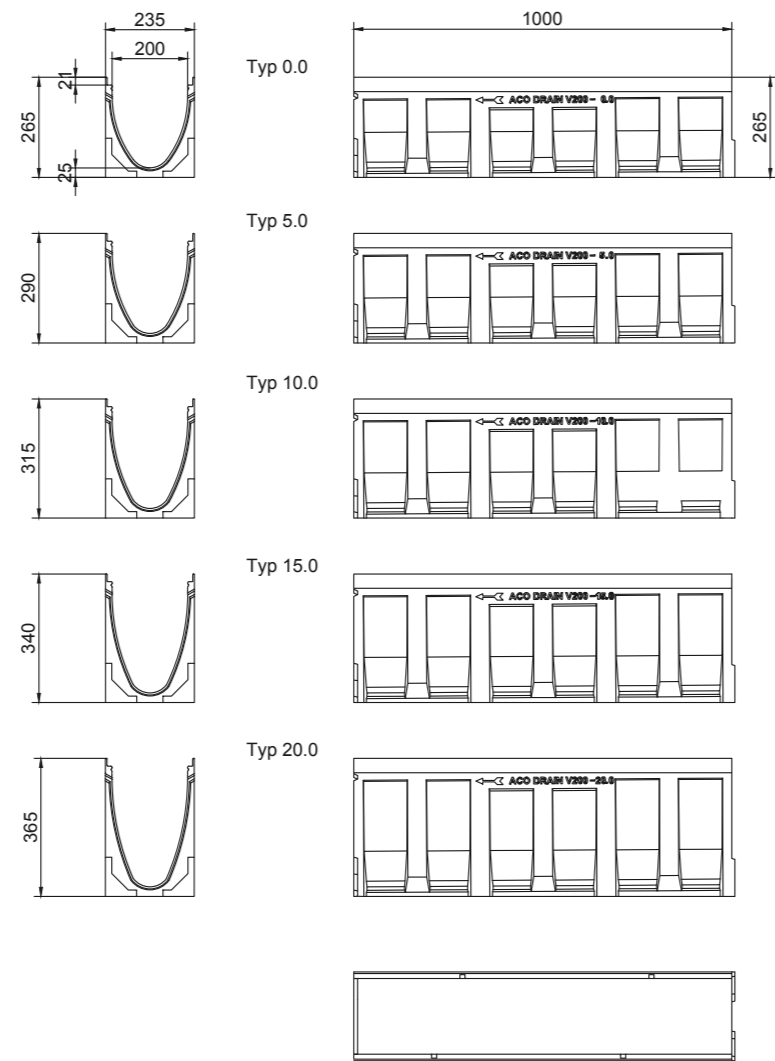 235
1000
200
Typ 0.0
21
265
25
ACO DRAIN V200 - 0.0
265
Typ 5.0
290
ACO DRAIN V200 - 5.0
Typ 10.0
315
ACO DRAIN V200 - 10.0
Typ 15.0
340
ACO DRAIN V200 - 15.0
Typ 20.0
365
ACO DRAIN V200 - 20.0